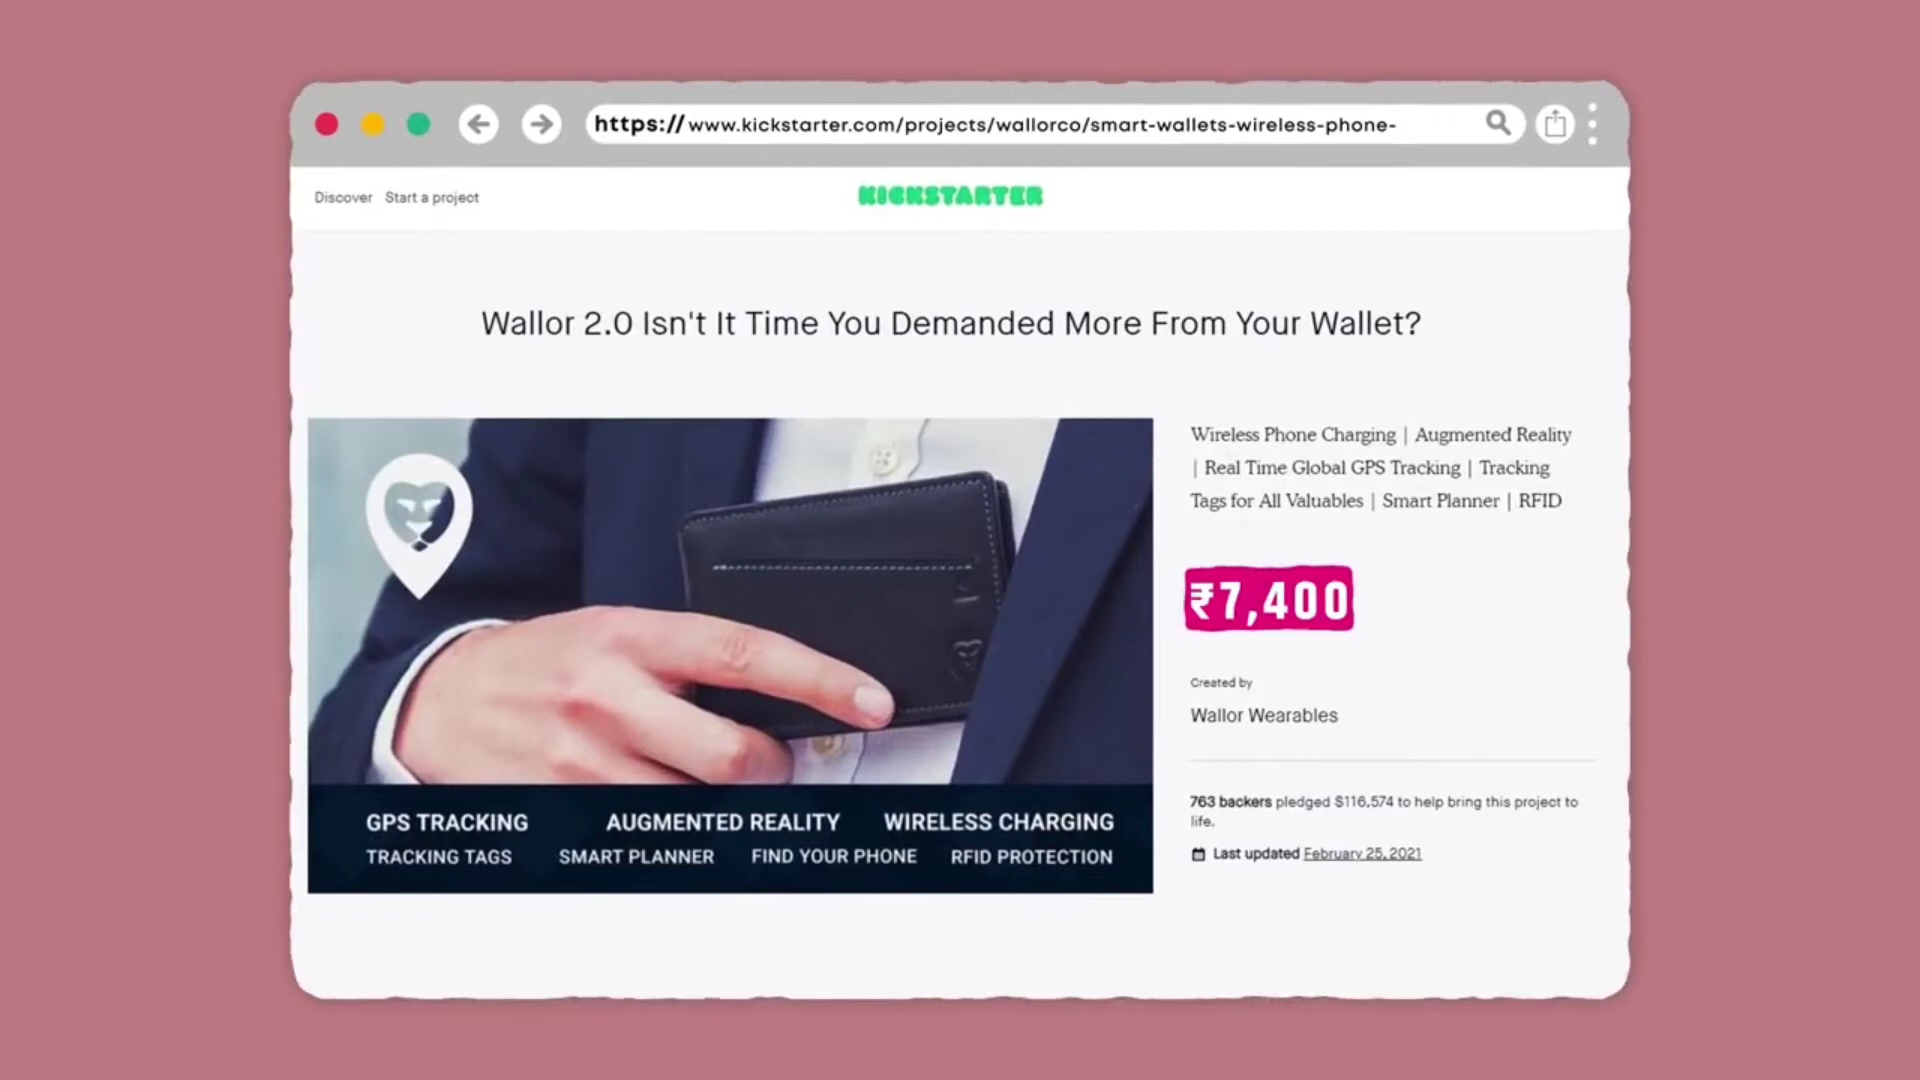 https:// www.kickstarter.com/projects/wallorco/smart-wallets-wireless-phone-
Discover Start a project
KICKSTARTER
Wallor 2.0 Isn't It Time You Demanded More From Your Wallet?
Wireless Phone Charging | Augmented Reality
| Real Time Global GPS Tracking | Tracking
Tags for All Valuables | Smart Planner | RFID
₹7,400
Created by
Wallor Wearables
763 backers pledged $116,574 to help bring this project to
life.
Last updated February 25, 2021
GPS TRACKING AUGMENTED REALITY WIRELESS CHARGING
TRACKING TAGS SMART PLANNER FIND YOUR PHONE RFID PROTECTION